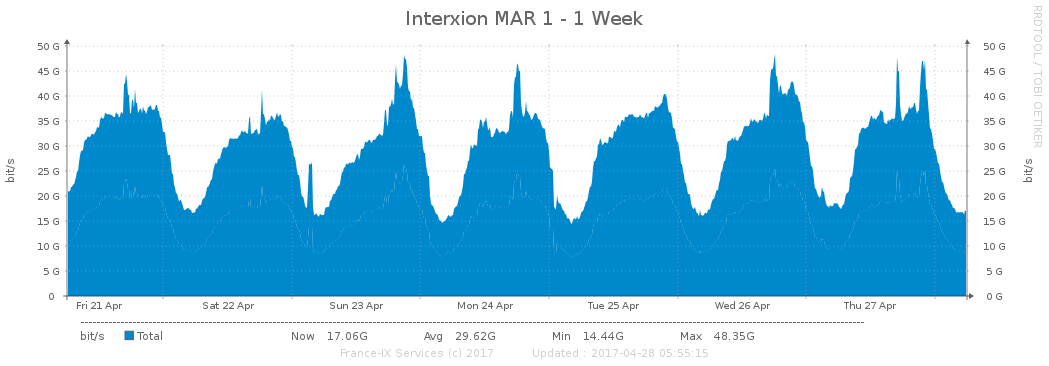 Interxion MAR 1 - 1 Week
RRDTOOL / TOBI OETIKER
bit/s
50 G 50 G
45 G 45 G
40 G 40 G
35 G 35 G
30 G 30 G
25 G 25 G
20 G 20 G
15 G 15 G
10 G 10 G
5 G 5 G
0 0 G
bit/s
Fri 21 Apr Sat 22 Apr Sun 23 Apr Mon 24 Apr Tue 25 Apr Wed 26 Apr Thu 27 Apr
bit/s Total Now 17.06G Avg 29.62G Min 14.44G Max 48.35G
France-IX Services (c) 2017 Updated : 2017-04-28 05:55:15